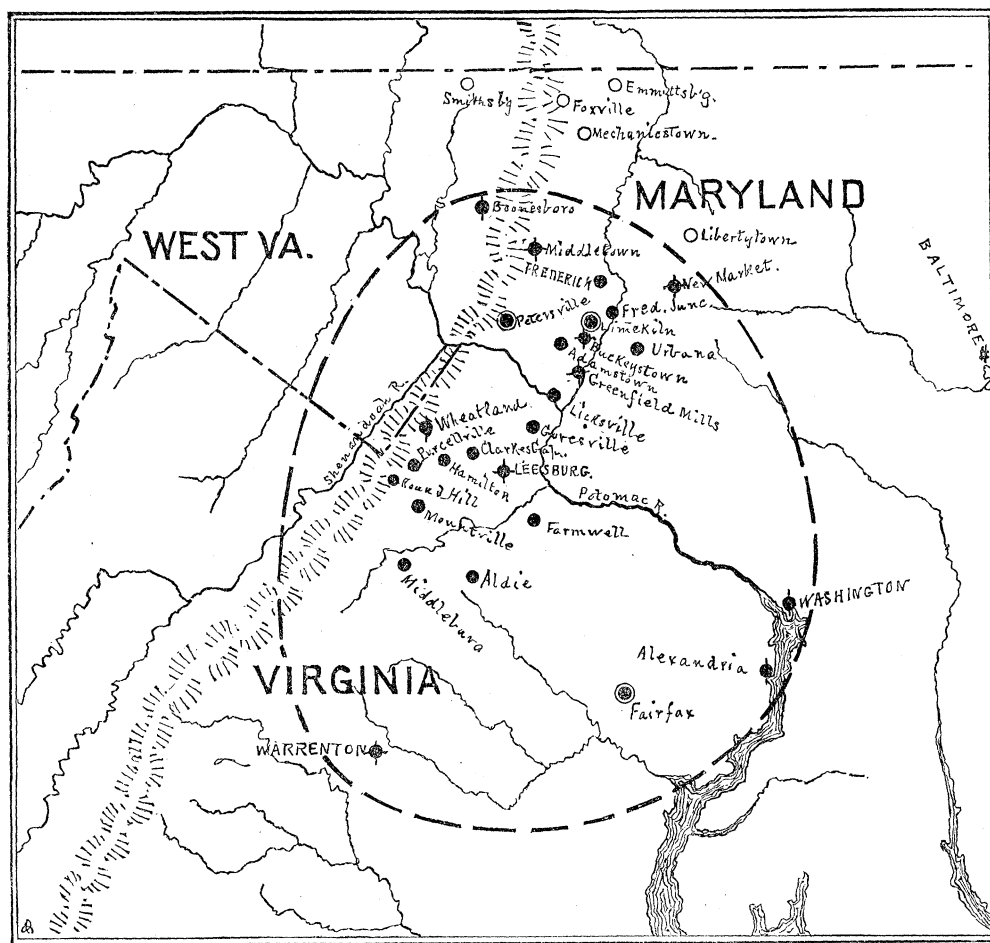 Smithsb'g
Emmittsb'g.
Foxville
Mechanicstown.
MARYLAND
Boonesboro
WEST VA.
Libertytown
Middletown
BALTIMORE
FREDERICK
New Market.
Petersville
Fred. Junc.
Limekiln
Buckeystown
Urbana
Adamstown
Greenfield Mills
Shenandoah R.
Wheatland.
Licksville
Purcellville
Goresville
Clarkes Gap.
Hamilton
LEESBURG.
Round Hill
Potomac R.
Mountville
Farmwell
Middleburg
Aldie
WASHINGTON
Alexandria
VIRGINIA
Fairfax
WARRENTON